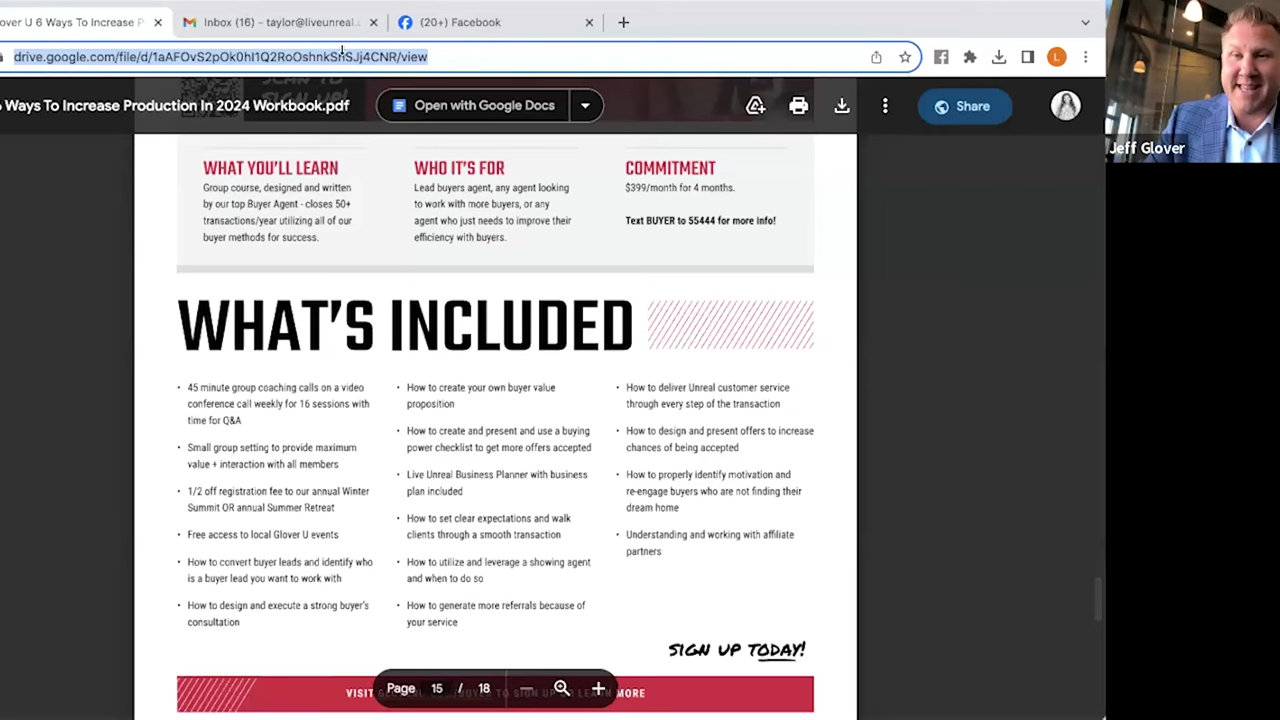 lover U 6 Ways To Increase P
Inbox (16) - taylor@liveunreal.
(20+) Facebook
drive.google.com/file/d/1aAFOvS2pOk0hI1Q2RoOshnkSnSJj4CNR/view
L
Ways To Increase Production In 2024 Workbook.pdf
Open with Google Docs
Share
Jeff Glover
SCAN TO
SIGN UP!
WHAT YOU'LL LEARN
Group course, designed and written
by our top Buyer Agent - closes 50+
transactions/year utilizing all of our
buyer methods for success.
WHO IT'S FOR
Lead buyers agent, any agent looking
to work with more buyers, or any
agent who just needs to improve their
efficiency with buyers.
COMMITMENT
$399/month for 4 months.
Text BUYER to 55444 for more info!
WHAT'S INCLUDED
• 45 minute group coaching calls on a video
conference call weekly for 16 sessions with
time for Q&A
• Small group setting to provide maximum
value + interaction with all members
• 1/2 off registration fee to our annual Winter
Summit OR annual Summer Retreat
• Free access to local Glover U events
• How to convert buyer leads and identify who
is a buyer lead you want to work with
• How to design and execute a strong buyer's
consultation
• How to create your own buyer value
proposition
• How to create and present and use a buying
power checklist to get more offers accepted
• Live Unreal Business Planner with business
plan included
• How to set clear expectations and walk
clients through a smooth transaction
• How to utilize and leverage a showing agent
and when to do so
• How to generate more referrals because of
your service
• How to deliver Unreal customer service
through every step of the transaction
• How to design and present offers to increase
chances of being accepted
• How to properly identify motivation and
re-engage buyers who are not finding their
dream home
• Understanding and working with affiliate
partners
SIGN UP TODAY!
VISIT MORE
Page 15 / 18